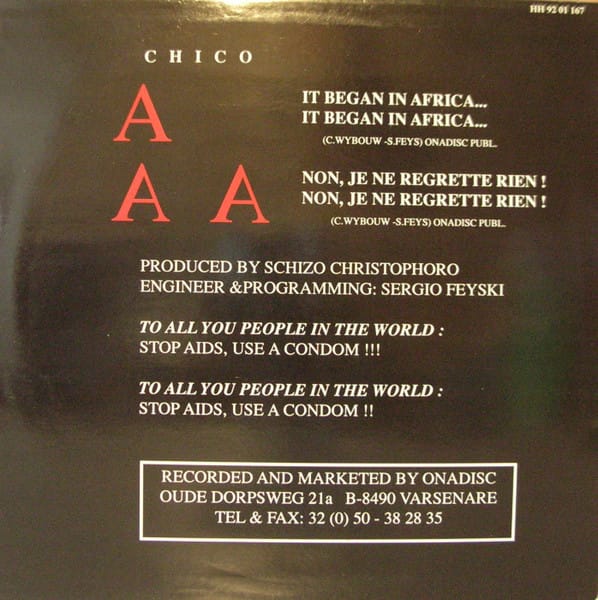 HH 92 01 167
CHICO
A
IT BEGAN IN AFRICA...
IT BEGAN IN AFRICA...
(C.WYBOUW -S.FEYS) ONADISC PUBL.
A A
NON, JE NE REGRETTE RIEN !
NON, JE NE REGRETTE RIEN !
(C.WYBOUW -S.FEYS) ONADISC PUBL.
PRODUCED BY SCHIZO CHRISTOPHORO
ENGINEER &PROGRAMMING: SERGIO FEYSKI
TO ALL YOU PEOPLE IN THE WORLD :
STOP AIDS, USE A CONDOM !!!
TO ALL YOU PEOPLE IN THE WORLD :
STOP AIDS, USE A CONDOM !!
RECORDED AND MARKETED BY ONADISC
OUDE DORPSWEG 21a B-8490 VARSENARE
TEL & FAX: 32 (0) 50 - 38 28 35